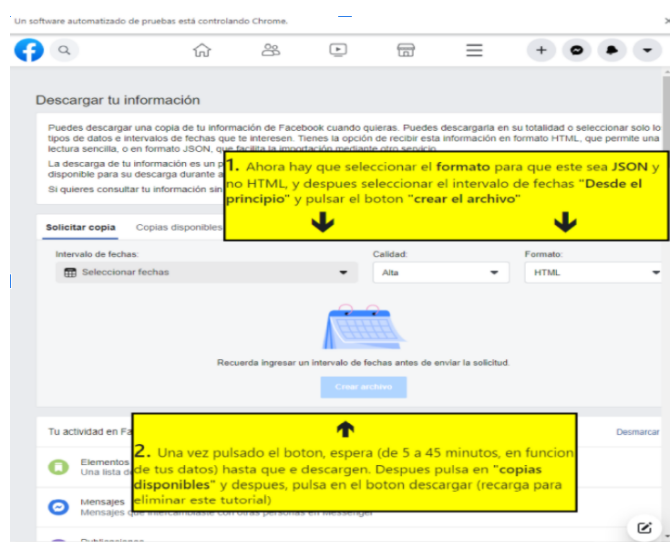 Un software automatizado de pruebas está controlando Chrome.
Descargar tu información
Puedes descargar una copia de tu información de Facebook cuando quieras. Puedes descargarla en su totalidad o seleccionar solo lo
tipos de datos e intervalos de fechas que te interesen. Tienes la opción de recibir esta información en formato HTML, que permite una
lectura sencilla, o en formato JSON, que facilita la importación mediante otro servicio.
La descarga de tu información es un p
disponible para su descarga durante a
Si quieres consultar tu información sin
1. Ahora hay que seleccionar el formato para que este sea JSON y
no HTML, y despues seleccionar el intervalo de fechas "Desde el
principio" y pulsar el boton "crear el archivo"
Solicitar copia Copias disponibles
Intervalo de fechas: Calidad: Formato:
Seleccionar fechas Alta HTML
Recuerda ingresar un intervalo de fechas antes de enviar la solicitud.
Crear archivo
Tu actividad en Fa Desmarcar
2. Una vez pulsado el boton, espera (de 5 a 45 minutos, en funcion
de tus datos) hasta que e descargen. Despues pulsa en "copias
disponibles" y despues, pulsa en el boton descargar (recarga para
eliminar este tutorial)
Elementos
Una lista d
Mensajes
Mensajes que intercambiaste con otras personas en Messenger